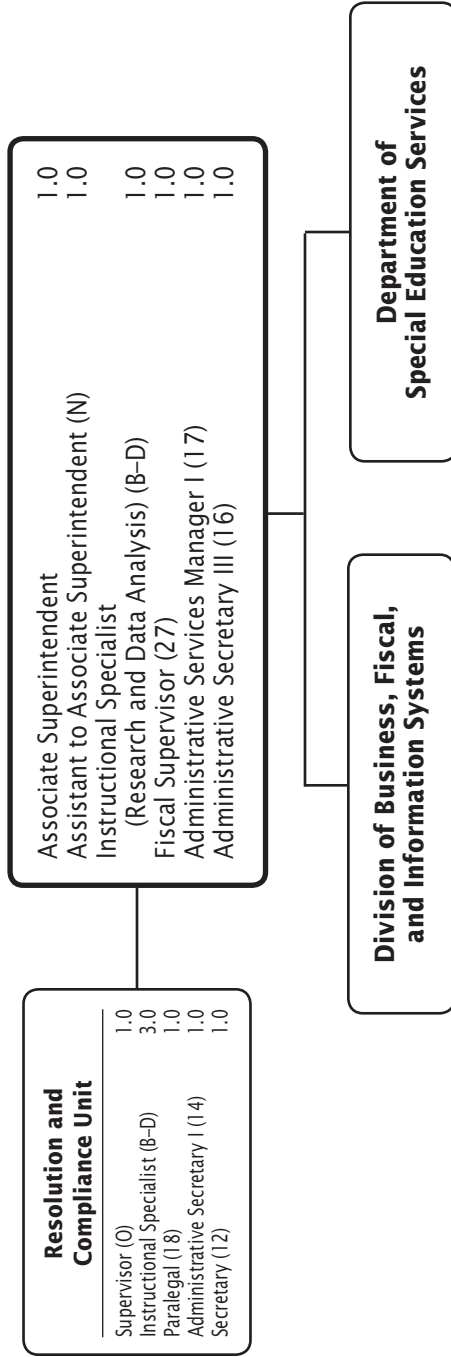 Resolution and
Compliance Unit
Supervisor (O) 1.0
Instructional Specialist (B–D) 3.0
Paralegal (18) 1.0
Administrative Secretary I (14) 1.0
Secretary (12) 1.0
Associate Superintendent 1.0
Assistant to Associate Superintendent (N) 1.0
Instructional Specialist
(Research and Data Analysis) (B–D) 1.0
Fiscal Supervisor (27) 1.0
Administrative Services Manager I (17) 1.0
Administrative Secretary III (16) 1.0
Division of Business, Fiscal,
and Information Systems
Department of
Special Education Services